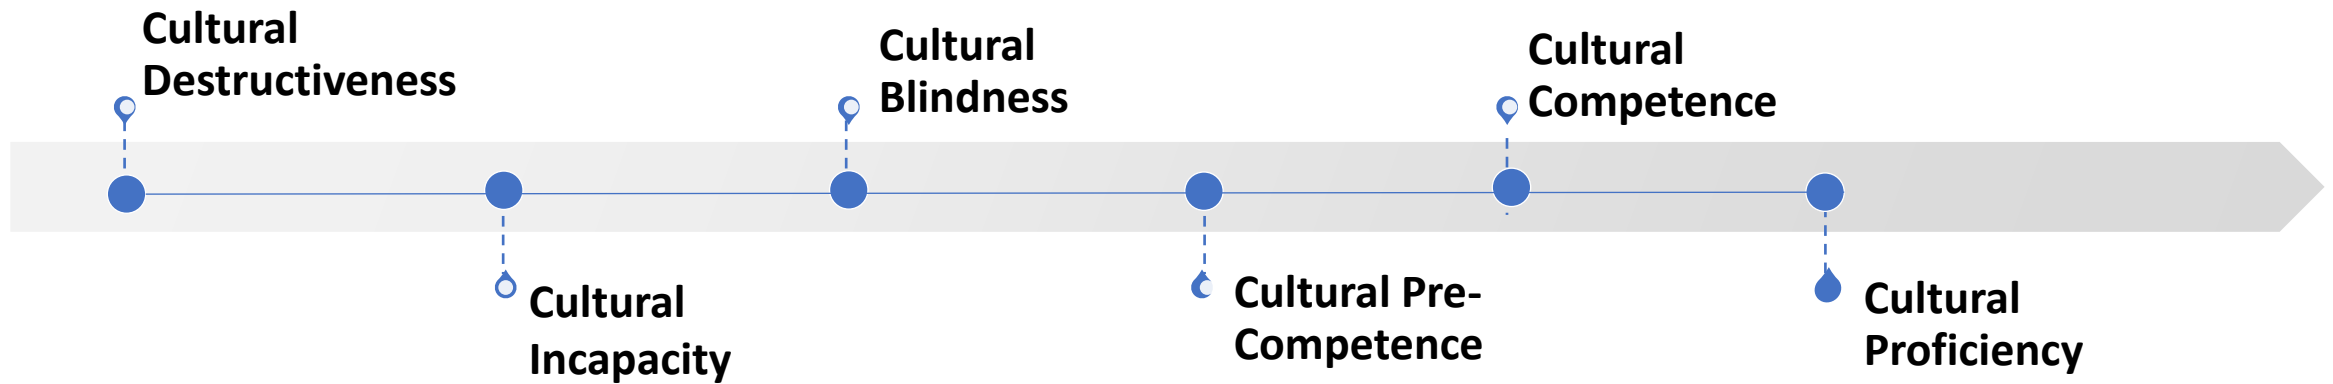 Cultural
Destructiveness
Cultural
Incapacity
Cultural
Blindness
Cultural Pre-
Competence
Cultural
Competence
Cultural
Proficiency